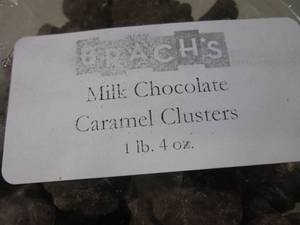 BRACH'S
Milk Chocolate
Caramel Clusters
1 lb. 4 oz.